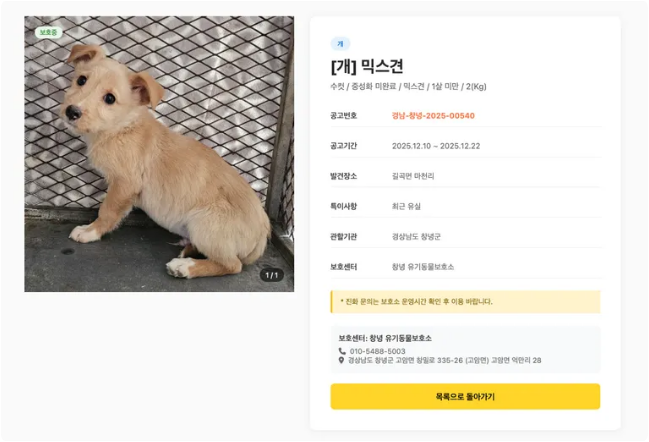 보호중
1 / 1
개
[개] 믹스견
수컷 / 중성화 미완료 / 믹스견 / 1살 미만 / 2(Kg)
공고번호 경남-창녕-2025-00540
공고기간 2025.12.10 ~ 2025.12.22
발견장소 길곡면 마천리
특이사항 최근 유실
관할기관 경상남도 창녕군
보호센터 창녕 유기동물보호소
* 전화 문의는 보호소 운영시간 확인 후 이용 바랍니다.
보호센터: 창녕 유기동물보호소
010-5488-5003
경상남도 창녕군 고암면 창밀로 335-26 (고암면) 고암면 억만리 28
목록으로 돌아가기